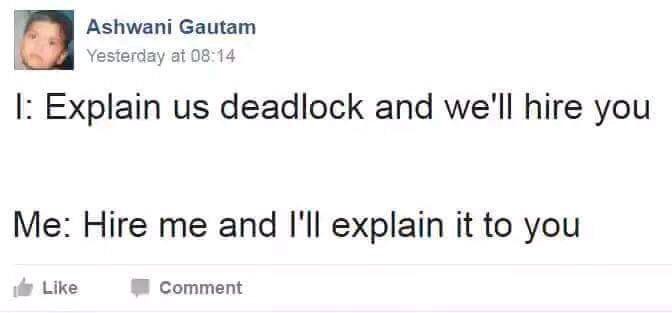 Ashwani Gautam
Yesterday at 08:14
I: Explain us deadlock and we'll hire you
Me: Hire me and I'll explain it to you
Like Comment